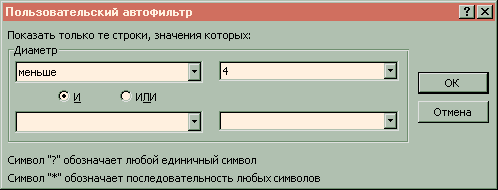 Пользовательский автофильтр
Показать только те строки, значения которых:
Диаметр
меньше 4
И ИЛИ
ОК
Отмена
Символ "?" обозначает любой единичный символ
Символ "*" обозначает последовательность любых символов